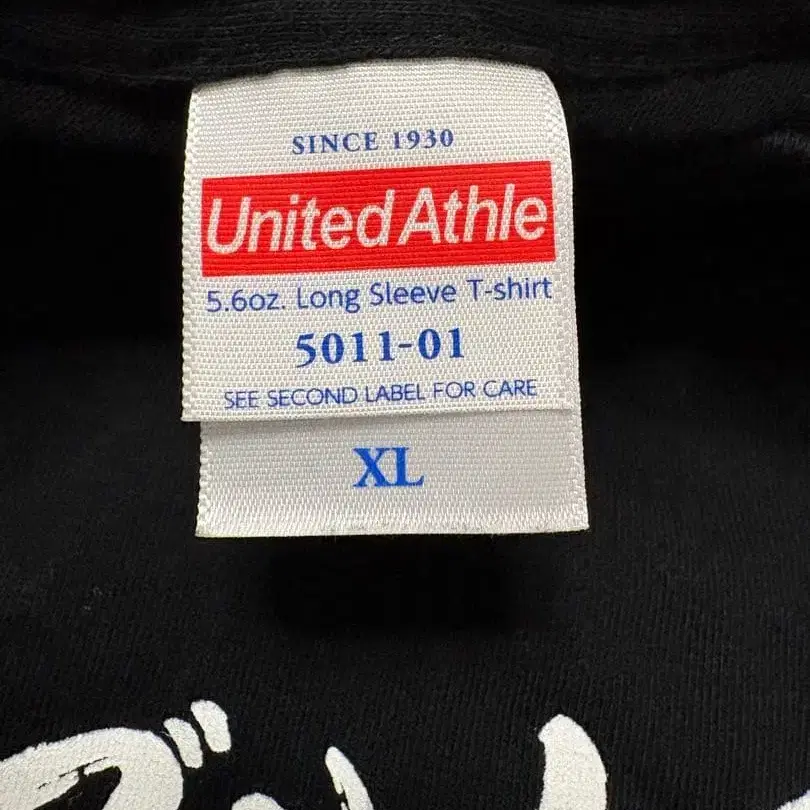 SINCE 1930
United Athle
5.6oz. Long Sleeve T-shirt
5011-01
SEE SECOND LABEL FOR CARE
XL